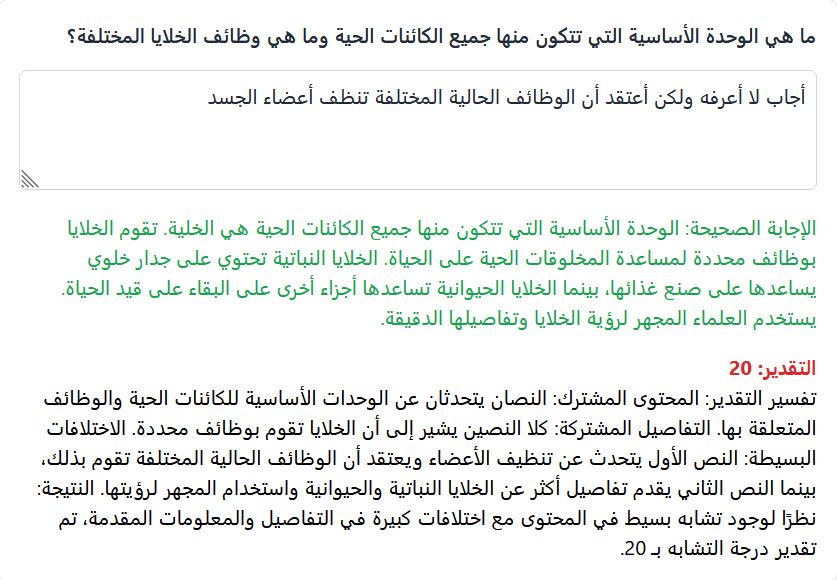 ما هي الوحدة الأساسية التي تتكون منها جميع الكائنات الحية وما هي وظائف الخلايا المختلفة؟
أجاب لا أعرفه ولكن أعتقد أن الوظائف الحالية المختلفة تنظف أعضاء الجسد
الإجابة الصحيحة: الوحدة الأساسية التي تتكون منها جميع الكائنات الحية هي الخلية. تقوم الخلايا
بوظائف محددة لمساعدة المخلوقات الحية على الحياة. الخلايا النباتية تحتوي على جدار خلوي
يساعدها على صنع غذائها، بينما الخلايا الحيوانية تساعدها أجزاء أخرى على البقاء على قيد الحياة.
يستخدم العلماء المجهر لرؤية الخلايا وتفاصيلها الدقيقة.
التقدير: 20
تفسير التقدير: المحتوى المشترك: النصان يتحدثان عن الوحدات الأساسية للكائنات الحية والوظائف
المتعلقة بها. التفاصيل المشتركة: كلا النصين يشير إلى أن الخلايا تقوم بوظائف محددة. الاختلافات
البسيطة: النص الأول يتحدث عن تنظيف الأعضاء ويعتقد أن الوظائف الحالية المختلفة تقوم بذلك،
بينما النص الثاني يقدم تفاصيل أكثر عن الخلايا النباتية والحيوانية واستخدام المجهر لرؤيتها. النتيجة:
نظرًا لوجود تشابه بسيط في المحتوى مع اختلافات كبيرة في التفاصيل والمعلومات المقدمة، تم
تقدير درجة التشابه بـ 20.